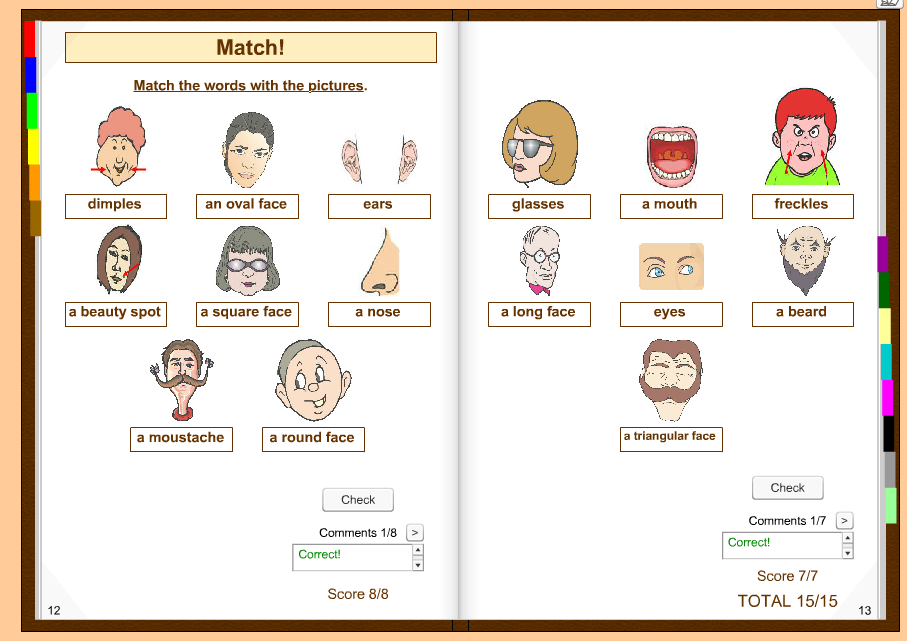 Match!
Match the words with the pictures.
dimples
an oval face
ears
a beauty spot
a square face
a nose
a moustache
a round face
Check
Comments 1/8 >
Correct!
Score 8/8
12
glasses
a mouth
freckles
a long face
eyes
a beard
a triangular face
Check
Comments 1/7 >
Correct!
Score 7/7
TOTAL 15/15
13